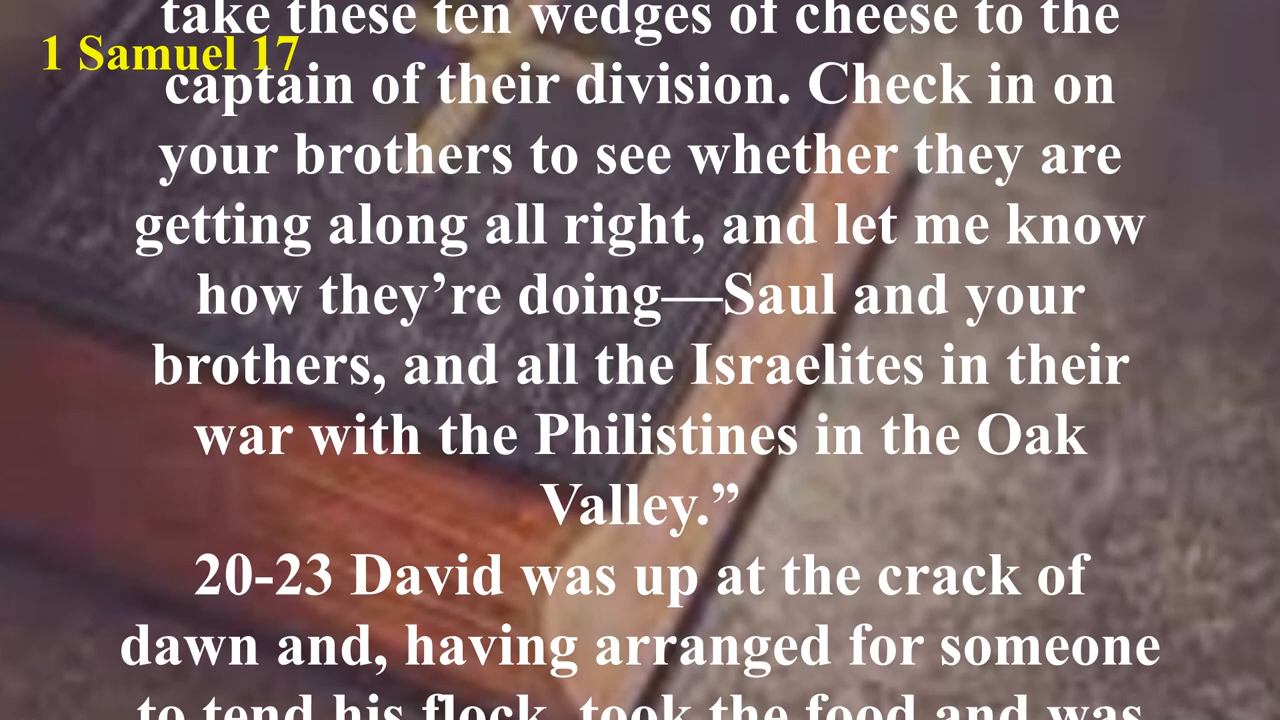 take these ten wedges of cheese to the
1 Samuel 17
captain of their division. Check in on
your brothers to see whether they are
getting along all right, and let me know
how they’re doing—Saul and your
brothers, and all the Israelites in their
war with the Philistines in the Oak
Valley.”
20-23 David was up at the crack of
dawn and, having arranged for someone
to tend his flock, took the food and was